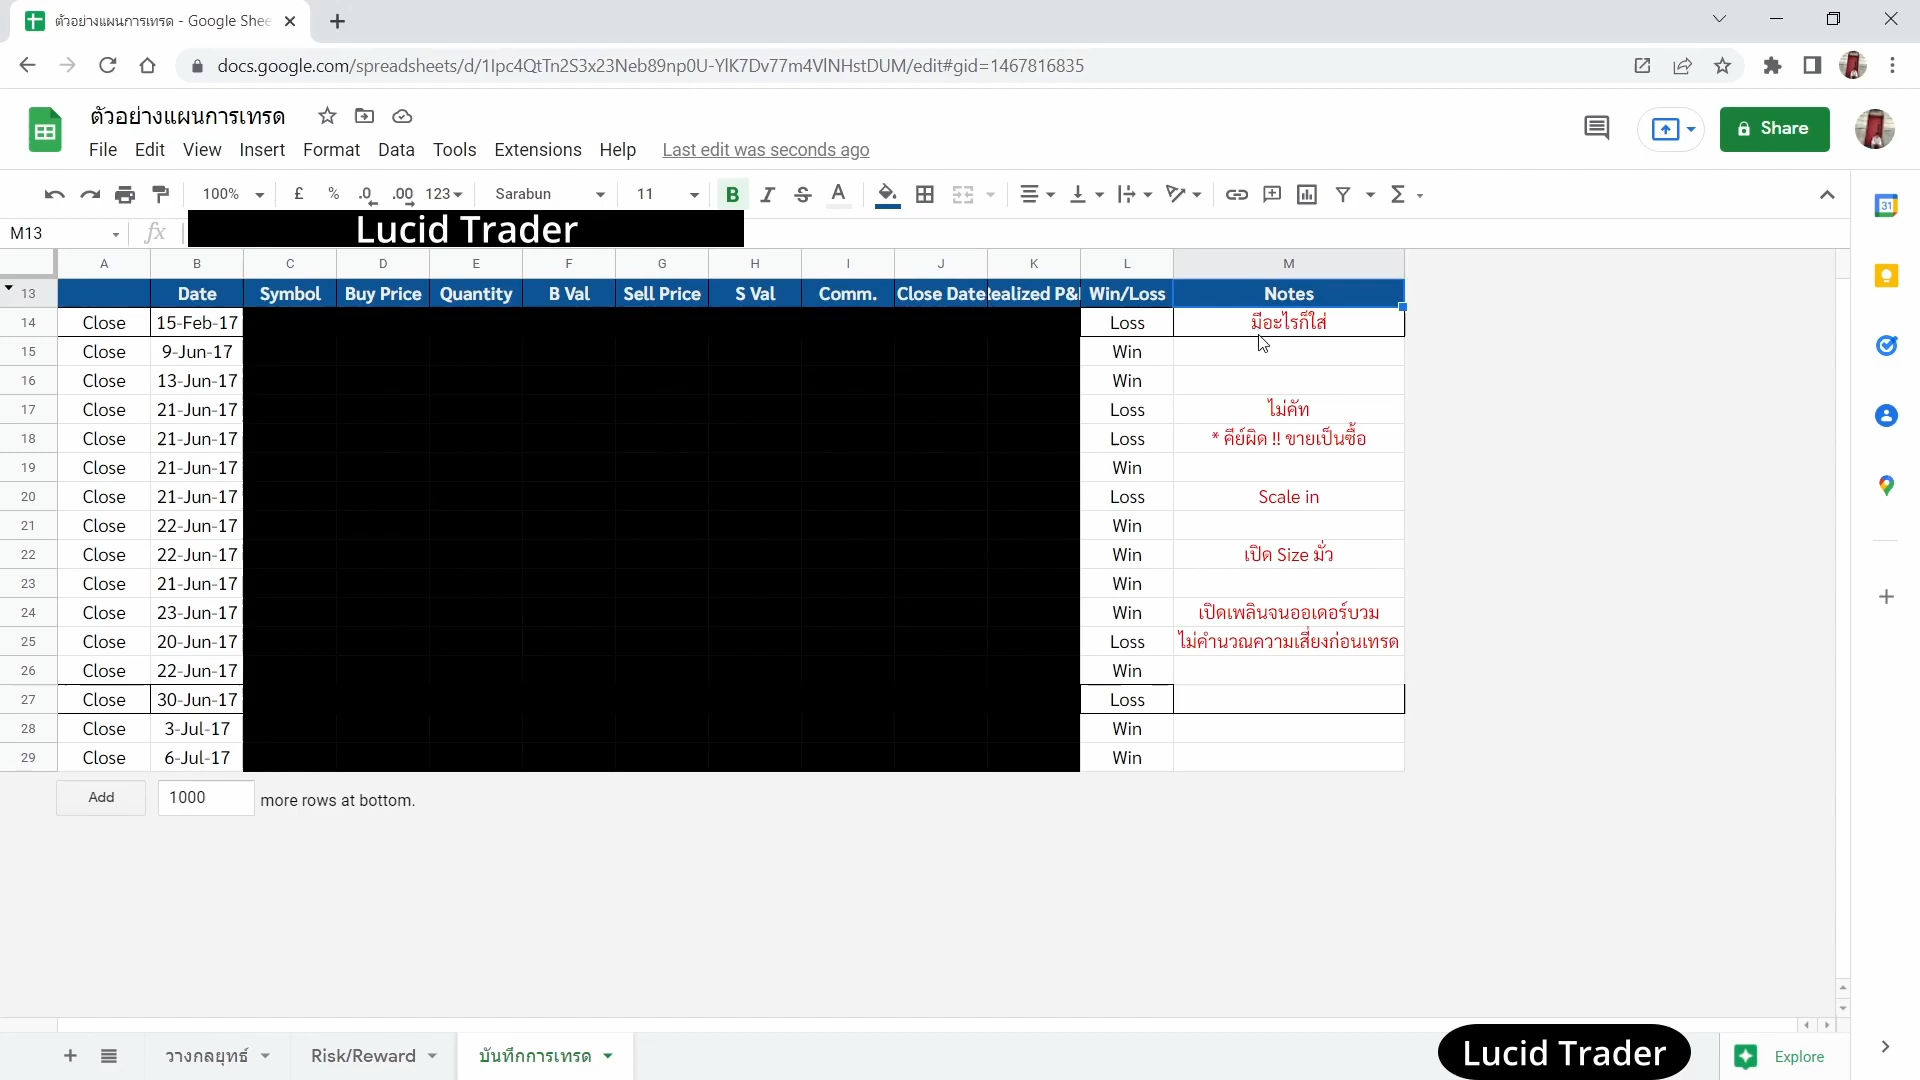 ตัวอย่างแผนการเทรด - Google Shee
docs.google.com/spreadsheets/d/1Ipc4QtTn2S3x23Neb89np0U-YlK7Dv77m4VlNHstDUM/edit#gid=1467816835
ตัวอย่างแผนการเทรด
File Edit View Insert Format Data Tools Extensions Help Last edit was seconds ago
Share
100% £ % .0 .00 123 Sarabun 11 B I S A
M13 fx Lucid Trader
A B C D E F G H I J K L M
13 Date Symbol Buy Price Quantity B Val Sell Price S Val Comm. Close Date Realized P&L Win/Loss Notes
14 Close 15-Feb-17 Loss มีอะไรก็ใส่
15 Close 9-Jun-17 Win
16 Close 13-Jun-17 Win
17 Close 21-Jun-17 Loss ไม่คัท
18 Close 21-Jun-17 Loss * คีย์ผิด !! ขายเป็นซื้อ
19 Close 21-Jun-17 Win
20 Close 21-Jun-17 Loss Scale in
21 Close 22-Jun-17 Win
22 Close 22-Jun-17 Win เปิด Size มั่ว
23 Close 21-Jun-17 Win
24 Close 23-Jun-17 Win เปิดเพลินจนออเดอร์บวม
25 Close 20-Jun-17 Loss ไม่คำนวณความเสี่ยงก่อนเทรด
26 Close 22-Jun-17 Win
27 Close 30-Jun-17 Loss
28 Close 3-Jul-17 Win
29 Close 6-Jul-17 Win
Add 1000 more rows at bottom.
วางกลยุทธ์ Risk/Reward บันทึกการเทรด Lucid Trader Explore
31